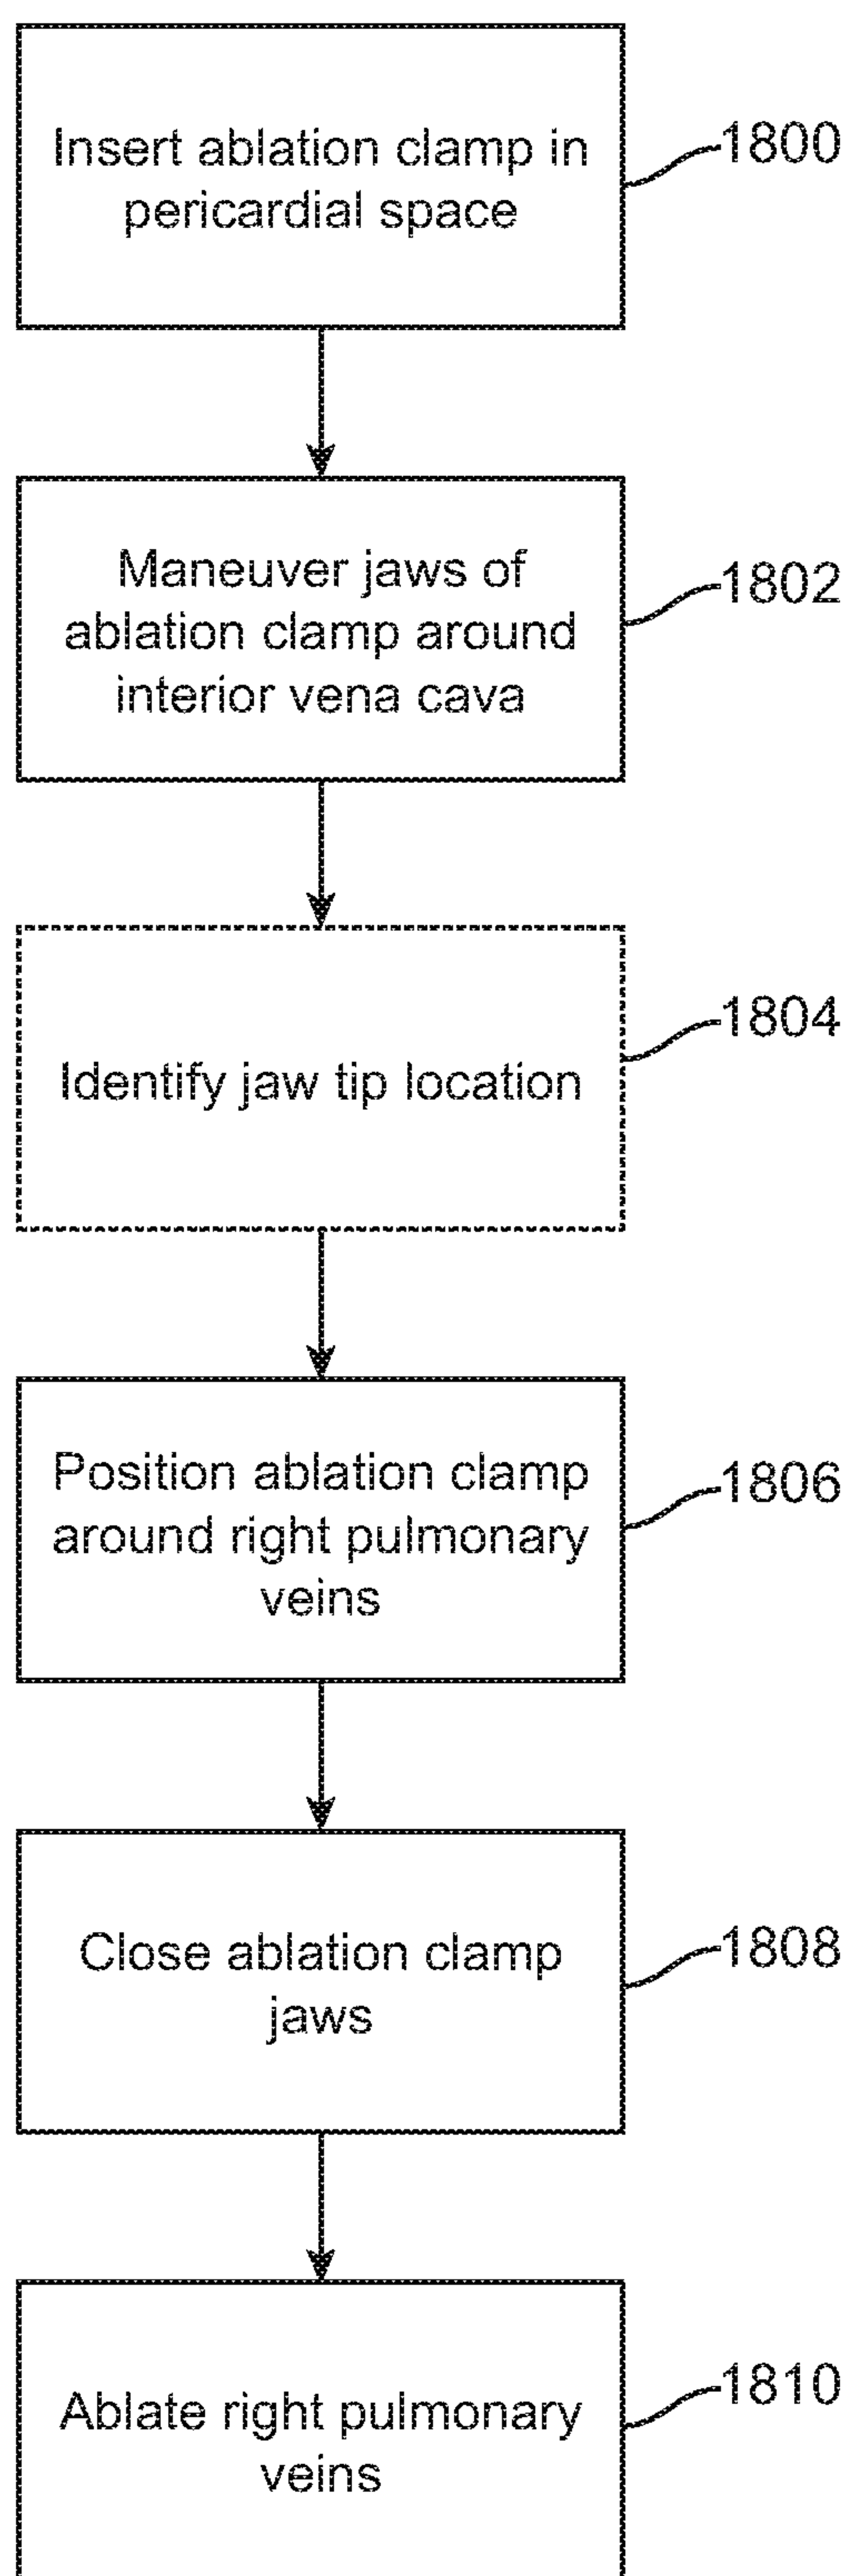 Insert ablation clamp in
pericardial space
1800
Maneuver jaws of
ablation clamp around
interior vena cava
1802
Identify jaw tip location
1804
Position ablation clamp
around right pulmonary
veins
1806
Close ablation clamp
jaws
1808
Ablate right pulmonary
veins
1810